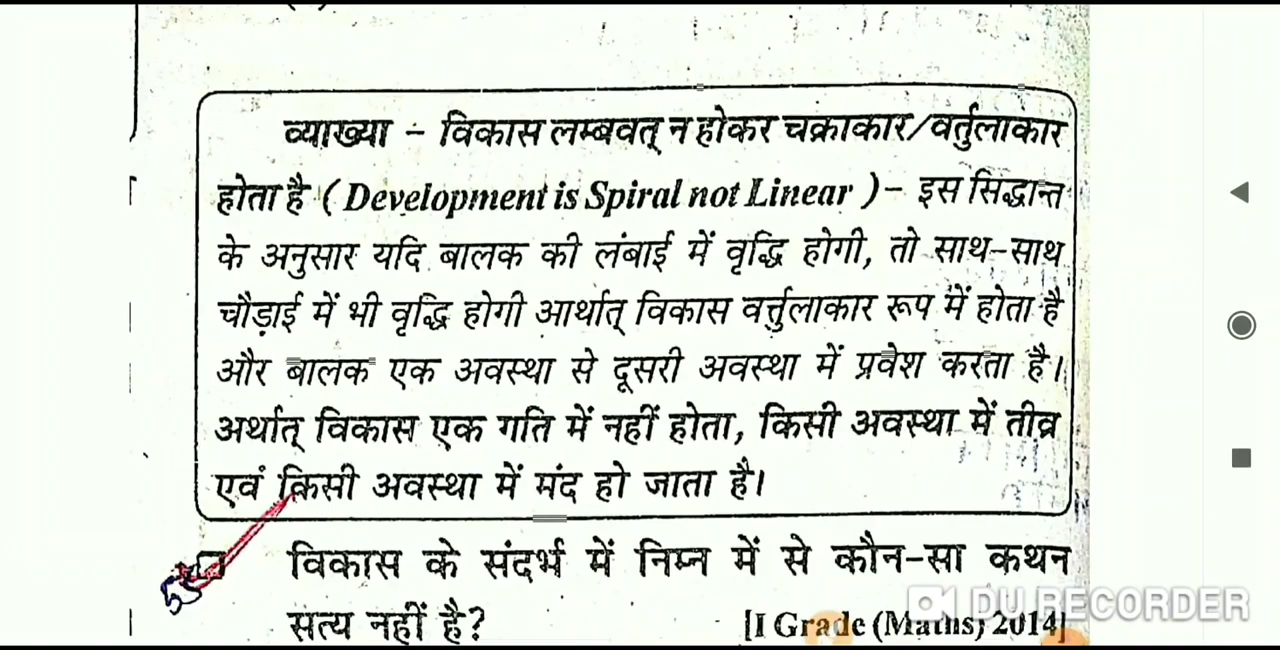 व्याख्या – विकास लम्बवत् न होकर चक्राकार/वर्तुलाकार
होता है ( Development is Spiral not Linear ) – इस सिद्धान्त
के अनुसार यदि बालक की लंबाई में वृद्धि होगी, तो साथ-साथ
चौड़ाई में भी वृद्धि होगी आर्थात् विकास वर्त्तुलाकार रूप में होता है
और बालक एक अवस्था से दूसरी अवस्था में प्रवेश करता है।
अर्थात् विकास एक गति में नहीं होता, किसी अवस्था में तीव्र
एवं किसी अवस्था में मंद हो जाता है।
विकास के संदर्भ में निम्न में से कौन-सा कथन
सत्य नहीं है? [I Grade (Maths) 2014]
DU RECORDER